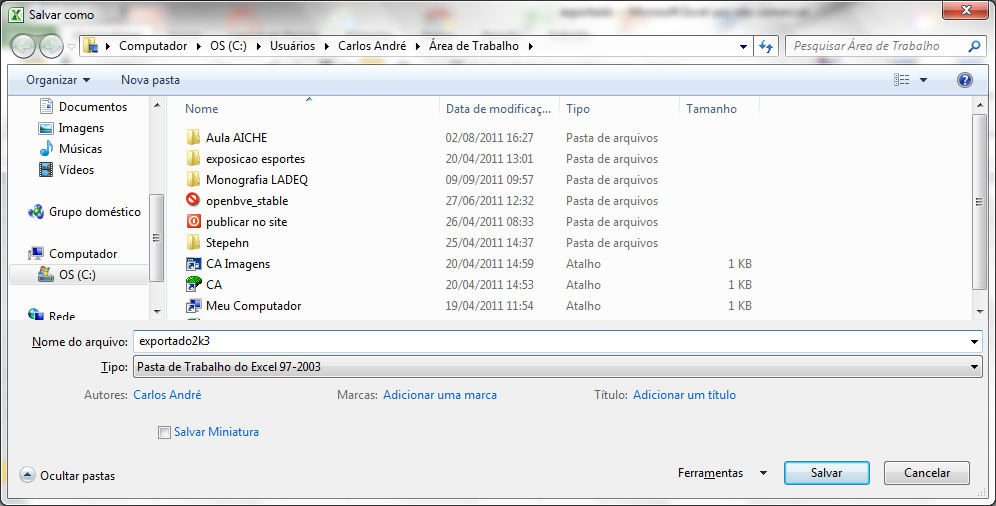 Salvar como
exportado - Microsoft Excel uso não comercial
Computador OS (C:) Usuários Carlos André Área de Trabalho
Pesquisar Área de Trabalho
Organizar Nova pasta
Documentos
Imagens
Músicas
Vídeos
Grupo doméstico
Computador
OS (C:)
Rede
Nome Data de modificaç... Tipo Tamanho
Aula AICHE 02/08/2011 16:27 Pasta de arquivos
exposicao esportes 20/04/2011 13:01 Pasta de arquivos
Monografia LADEQ 09/09/2011 09:57 Pasta de arquivos
openbve_stable 27/06/2011 12:32 Pasta de arquivos
publicar no site 26/04/2011 08:33 Pasta de arquivos
Stepehn 25/04/2011 14:37 Pasta de arquivos
CA Imagens 20/04/2011 14:59 Atalho 1 KB
CA 20/04/2011 14:53 Atalho 1 KB
Meu Computador 19/04/2011 11:54 Atalho 1 KB
Nome do arquivo: exportado2k3
Tipo: Pasta de Trabalho do Excel 97-2003
Autores: Carlos André Marcas: Adicionar uma marca Título: Adicionar um título
Salvar Miniatura
Ocultar pastas Ferramentas Salvar Cancelar